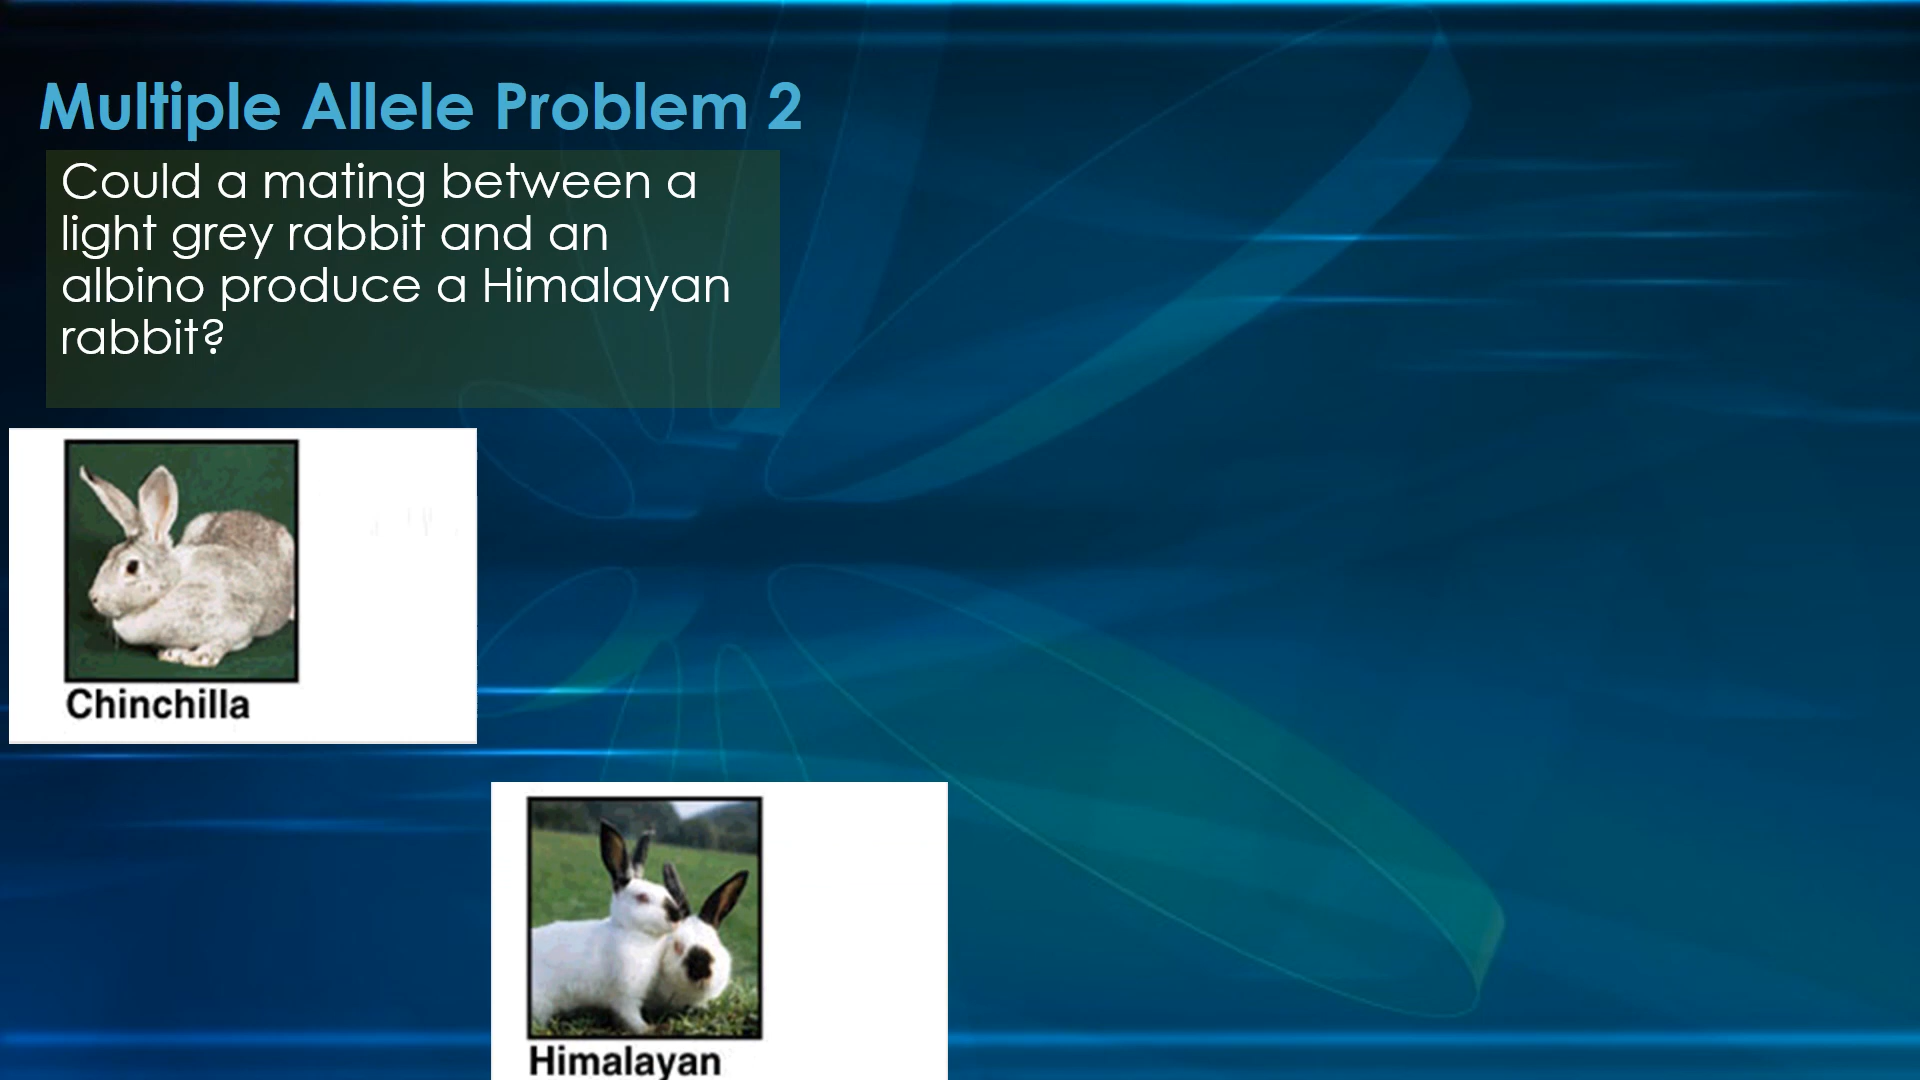 Multiple Allele Problem 2
Could a mating between a
light grey rabbit and an
albino produce a Himalayan
rabbit?
Chinchilla
Himalayan